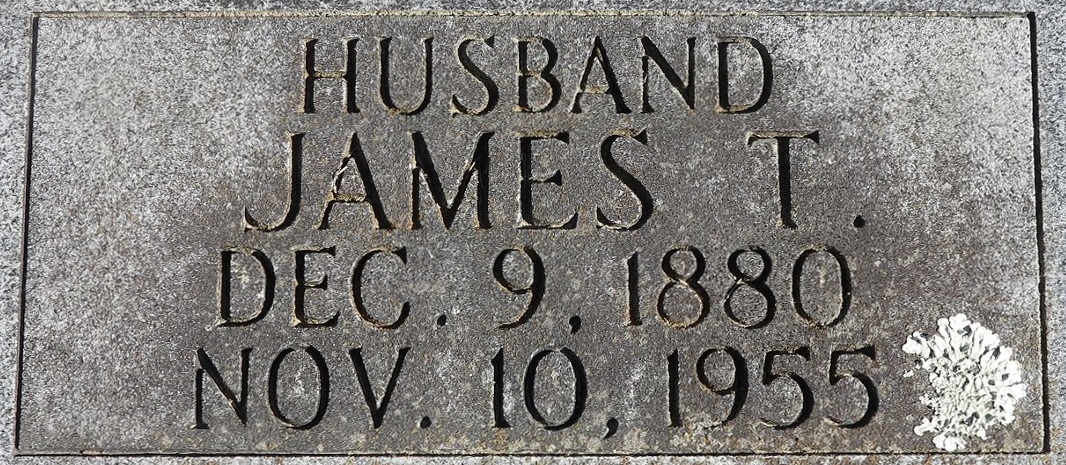 HUSBAND
JAMES T.
DEC. 9, 1880
NOV. 10, 1955